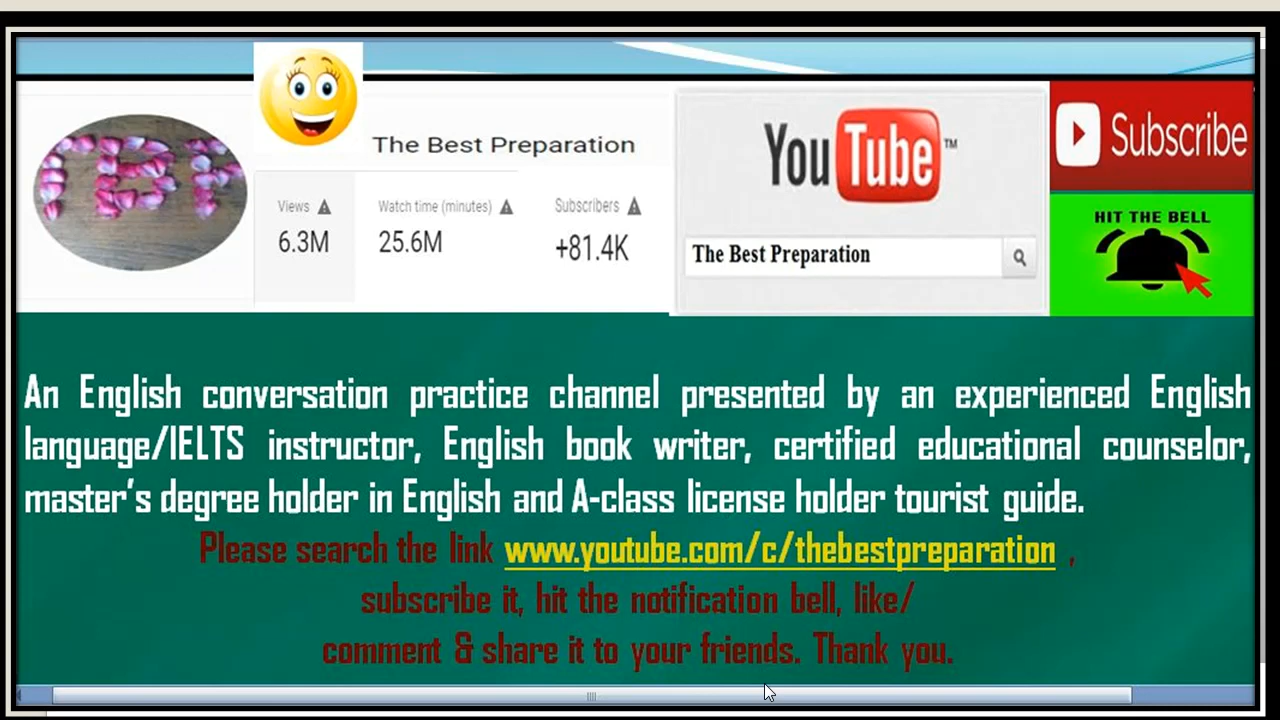 The Best Preparation
Views
6.3M
Watch time (minutes)
25.6M
Subscribers
+81.4K
YouTube™
The Best Preparation
Subscribe
HIT THE BELL
An English conversation practice channel presented by an experienced English
language/IELTS instructor, English book writer, certified educational counselor,
master's degree holder in English and A-class license holder tourist guide.
Please search the link www.youtube.com/c/thebestpreparation ,
subscribe it, hit the notification bell, like/
comment & share it to your friends. Thank you.